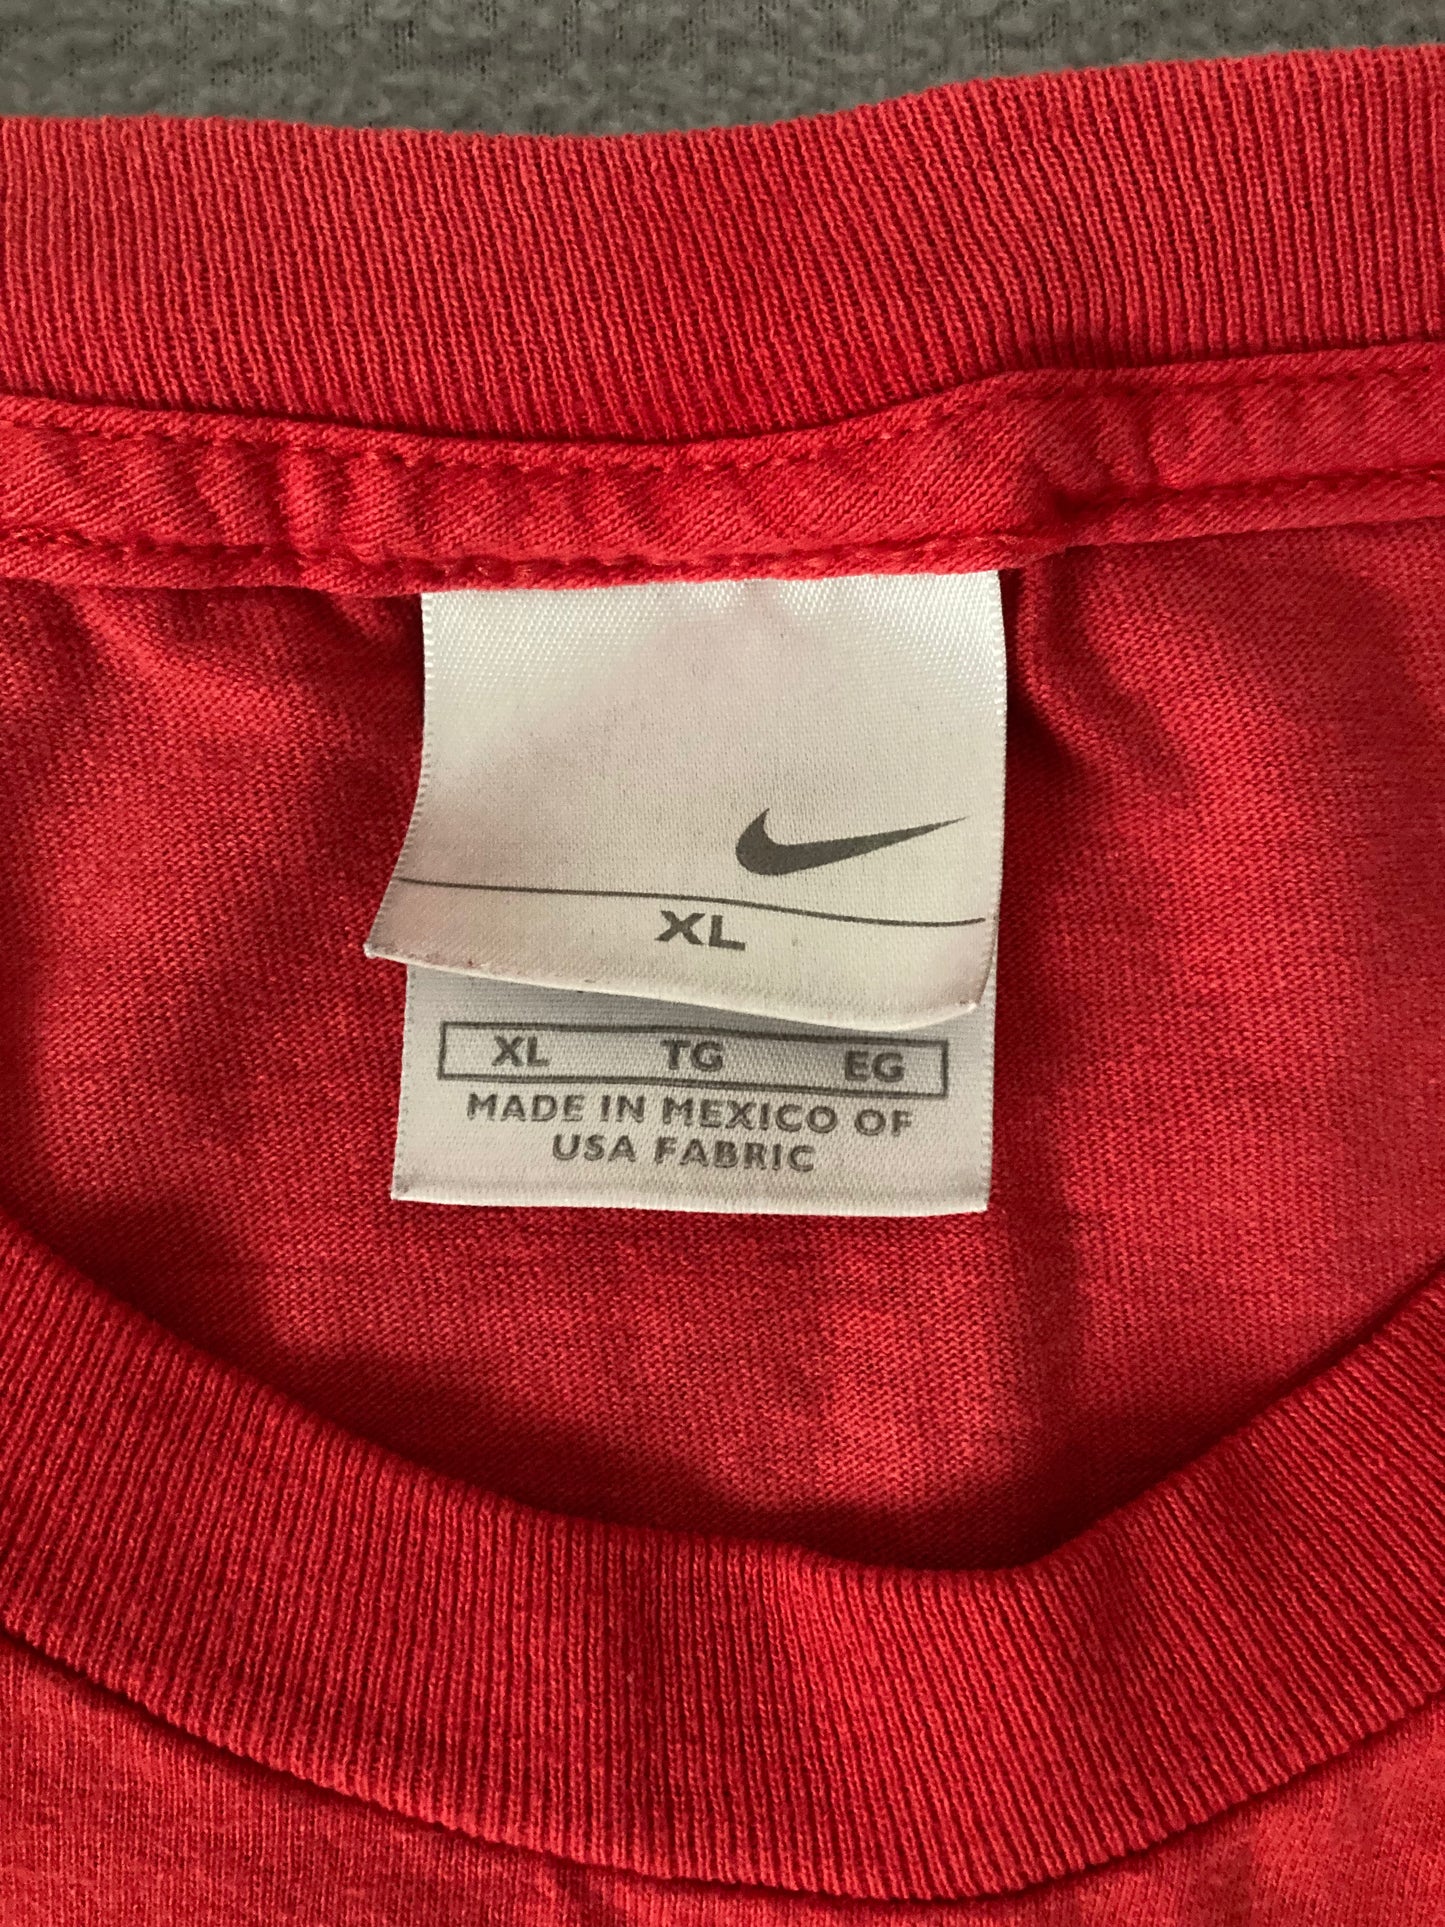 XL
XL TG EG
MADE IN MEXICO OF
USA FABRIC